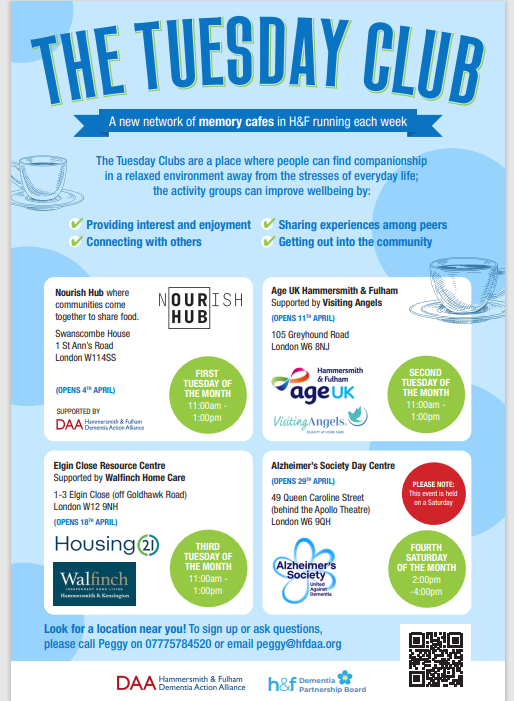 THE TUESDAY CLUB
A new network of memory cafes in H&F running each week
The Tuesday Clubs are a place where people can find companionship
in a relaxed environment away from the stresses of everyday life;
the activity groups can improve wellbeing by:
Providing interest and enjoyment
Sharing experiences among peers
Connecting with others
Getting out into the community
Nourish Hub where
communities come
together to share food.
Swanscombe House
1 St Ann's Road
London W114SS
(OPENS 4TH APRIL)
SUPPORTED BY
DAA Hammersmith & Fulham
Dementia Action Alliance
NOURISH
HUB
FIRST
TUESDAY OF
THE MONTH
11:00am -
1:00pm
Age UK Hammersmith & Fulham
Supported by Visiting Angels
(OPENS 11TH APRIL)
105 Greyhound Road
London W6 8NJ
Hammersmith
& Fulham
age UK
Visiting Angels
QUALITY AT HOME CARE
SECOND
TUESDAY OF
THE MONTH
11:00am -
1:00pm
Elgin Close Resource Centre
Supported by Walfinch Home Care
1-3 Elgin Close (off Goldhawk Road)
London W12 9NH
(OPENS 18TH APRIL)
Housing 21
Walfinch
INDEPENDENT HOME LIVING
Hammersmith & Kensington
THIRD
TUESDAY OF
THE MONTH
11:00am -
1:00pm
Alzheimer's Society Day Centre
(OPENS 29TH APRIL)
49 Queen Caroline Street
(behind the Apollo Theatre)
London W6 9QH
PLEASE NOTE:
This event is held
on a Saturday
Alzheimer's
Society
United
Against
Dementia
FOURTH
SATURDAY
OF THE MONTH
2:00pm
-4:00pm
Look for a location near you! To sign up or ask questions,
please call Peggy on 07775784520 or email peggy@hfdaa.org
DAA Hammersmith & Fulham
Dementia Action Alliance
h&f Dementia
Partnership Board